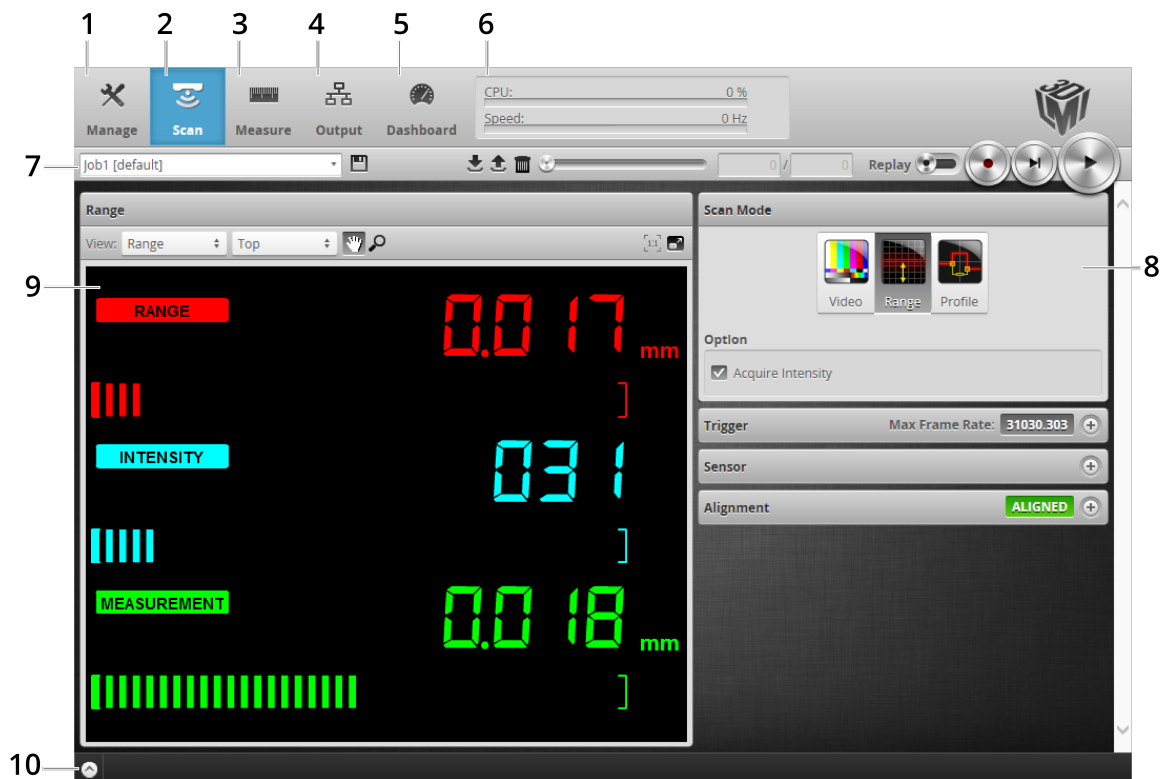 1 2 3 4 5 6
Manage Scan Measure Output Dashboard
CPU: 0 %
Speed: 0 Hz
3D
LMI
7
Job1 [default]
0 / 0
Replay
Range
View: Range Top
1:1
Scan Mode
8
Video Range Profile
Option
Acquire Intensity
Trigger Max Frame Rate: 31030.303
Sensor
Alignment ALIGNED
9
RANGE 0.017 mm
INTENSITY 031
MEASUREMENT 0.018 mm
10